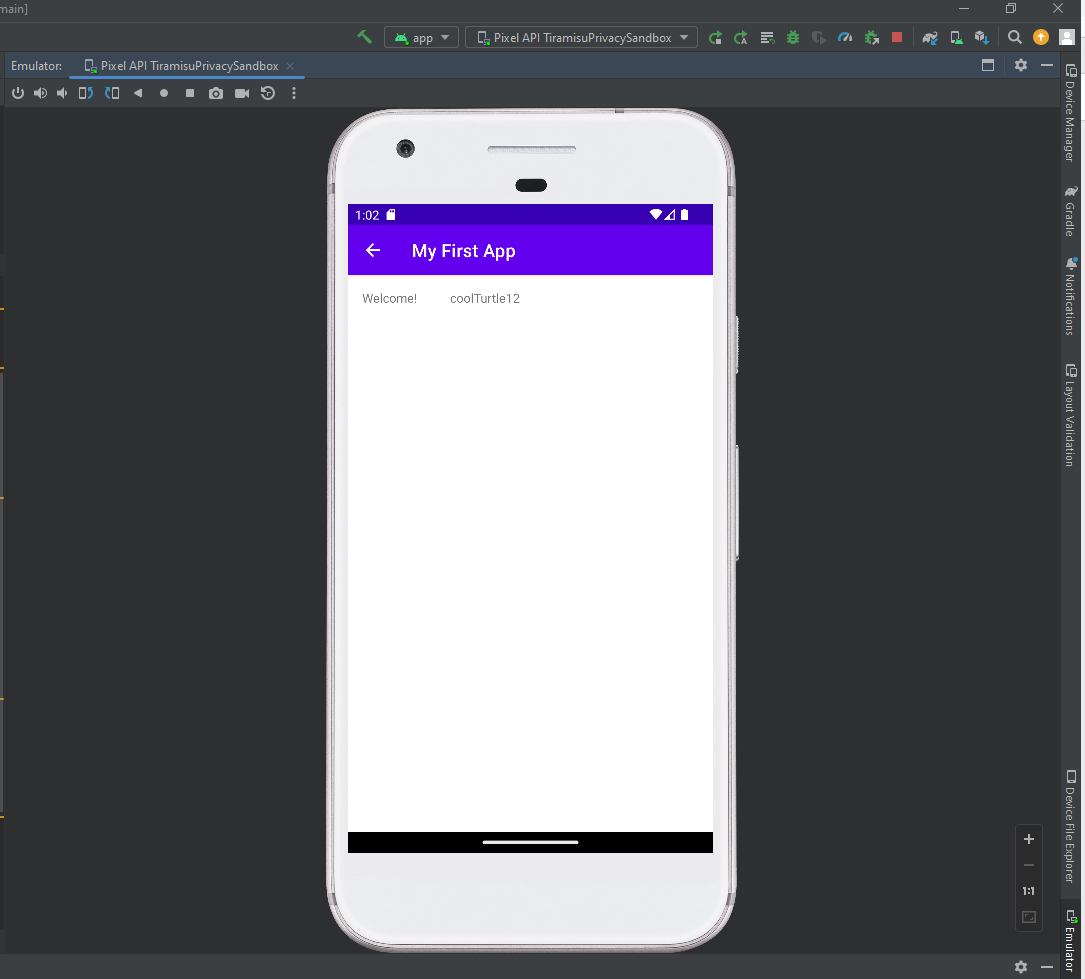 main]
app
Pixel API TiramisuPrivacySandbox
Emulator:
Pixel API TiramisuPrivacySandbox
1:02
My First App
Welcome!
coolTurtle12
Device Manager
Gradle
Notifications
Layout Validation
Device File Explorer
Emulator
1:1